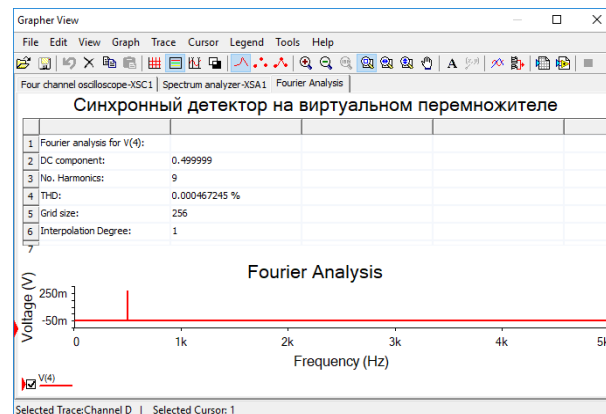 Grapher View
File Edit View Graph Trace Cursor Legend Tools Help
Four channel oscilloscope-XSC1 Spectrum analyzer-XSA1 Fourier Analysis
Синхронный детектор на виртуальном перемножителе
1 Fourier analysis for V(4):
2 DC component: 0.499999
3 No. Harmonics: 9
4 THD: 0.000467245 %
5 Grid size: 256
6 Interpolation Degree: 1
7
Fourier Analysis
Voltage (V)
250m
-50m
0 1k 2k 3k 4k 5k
Frequency (Hz)
V(4)
Selected Trace:Channel D | Selected Cursor: 1